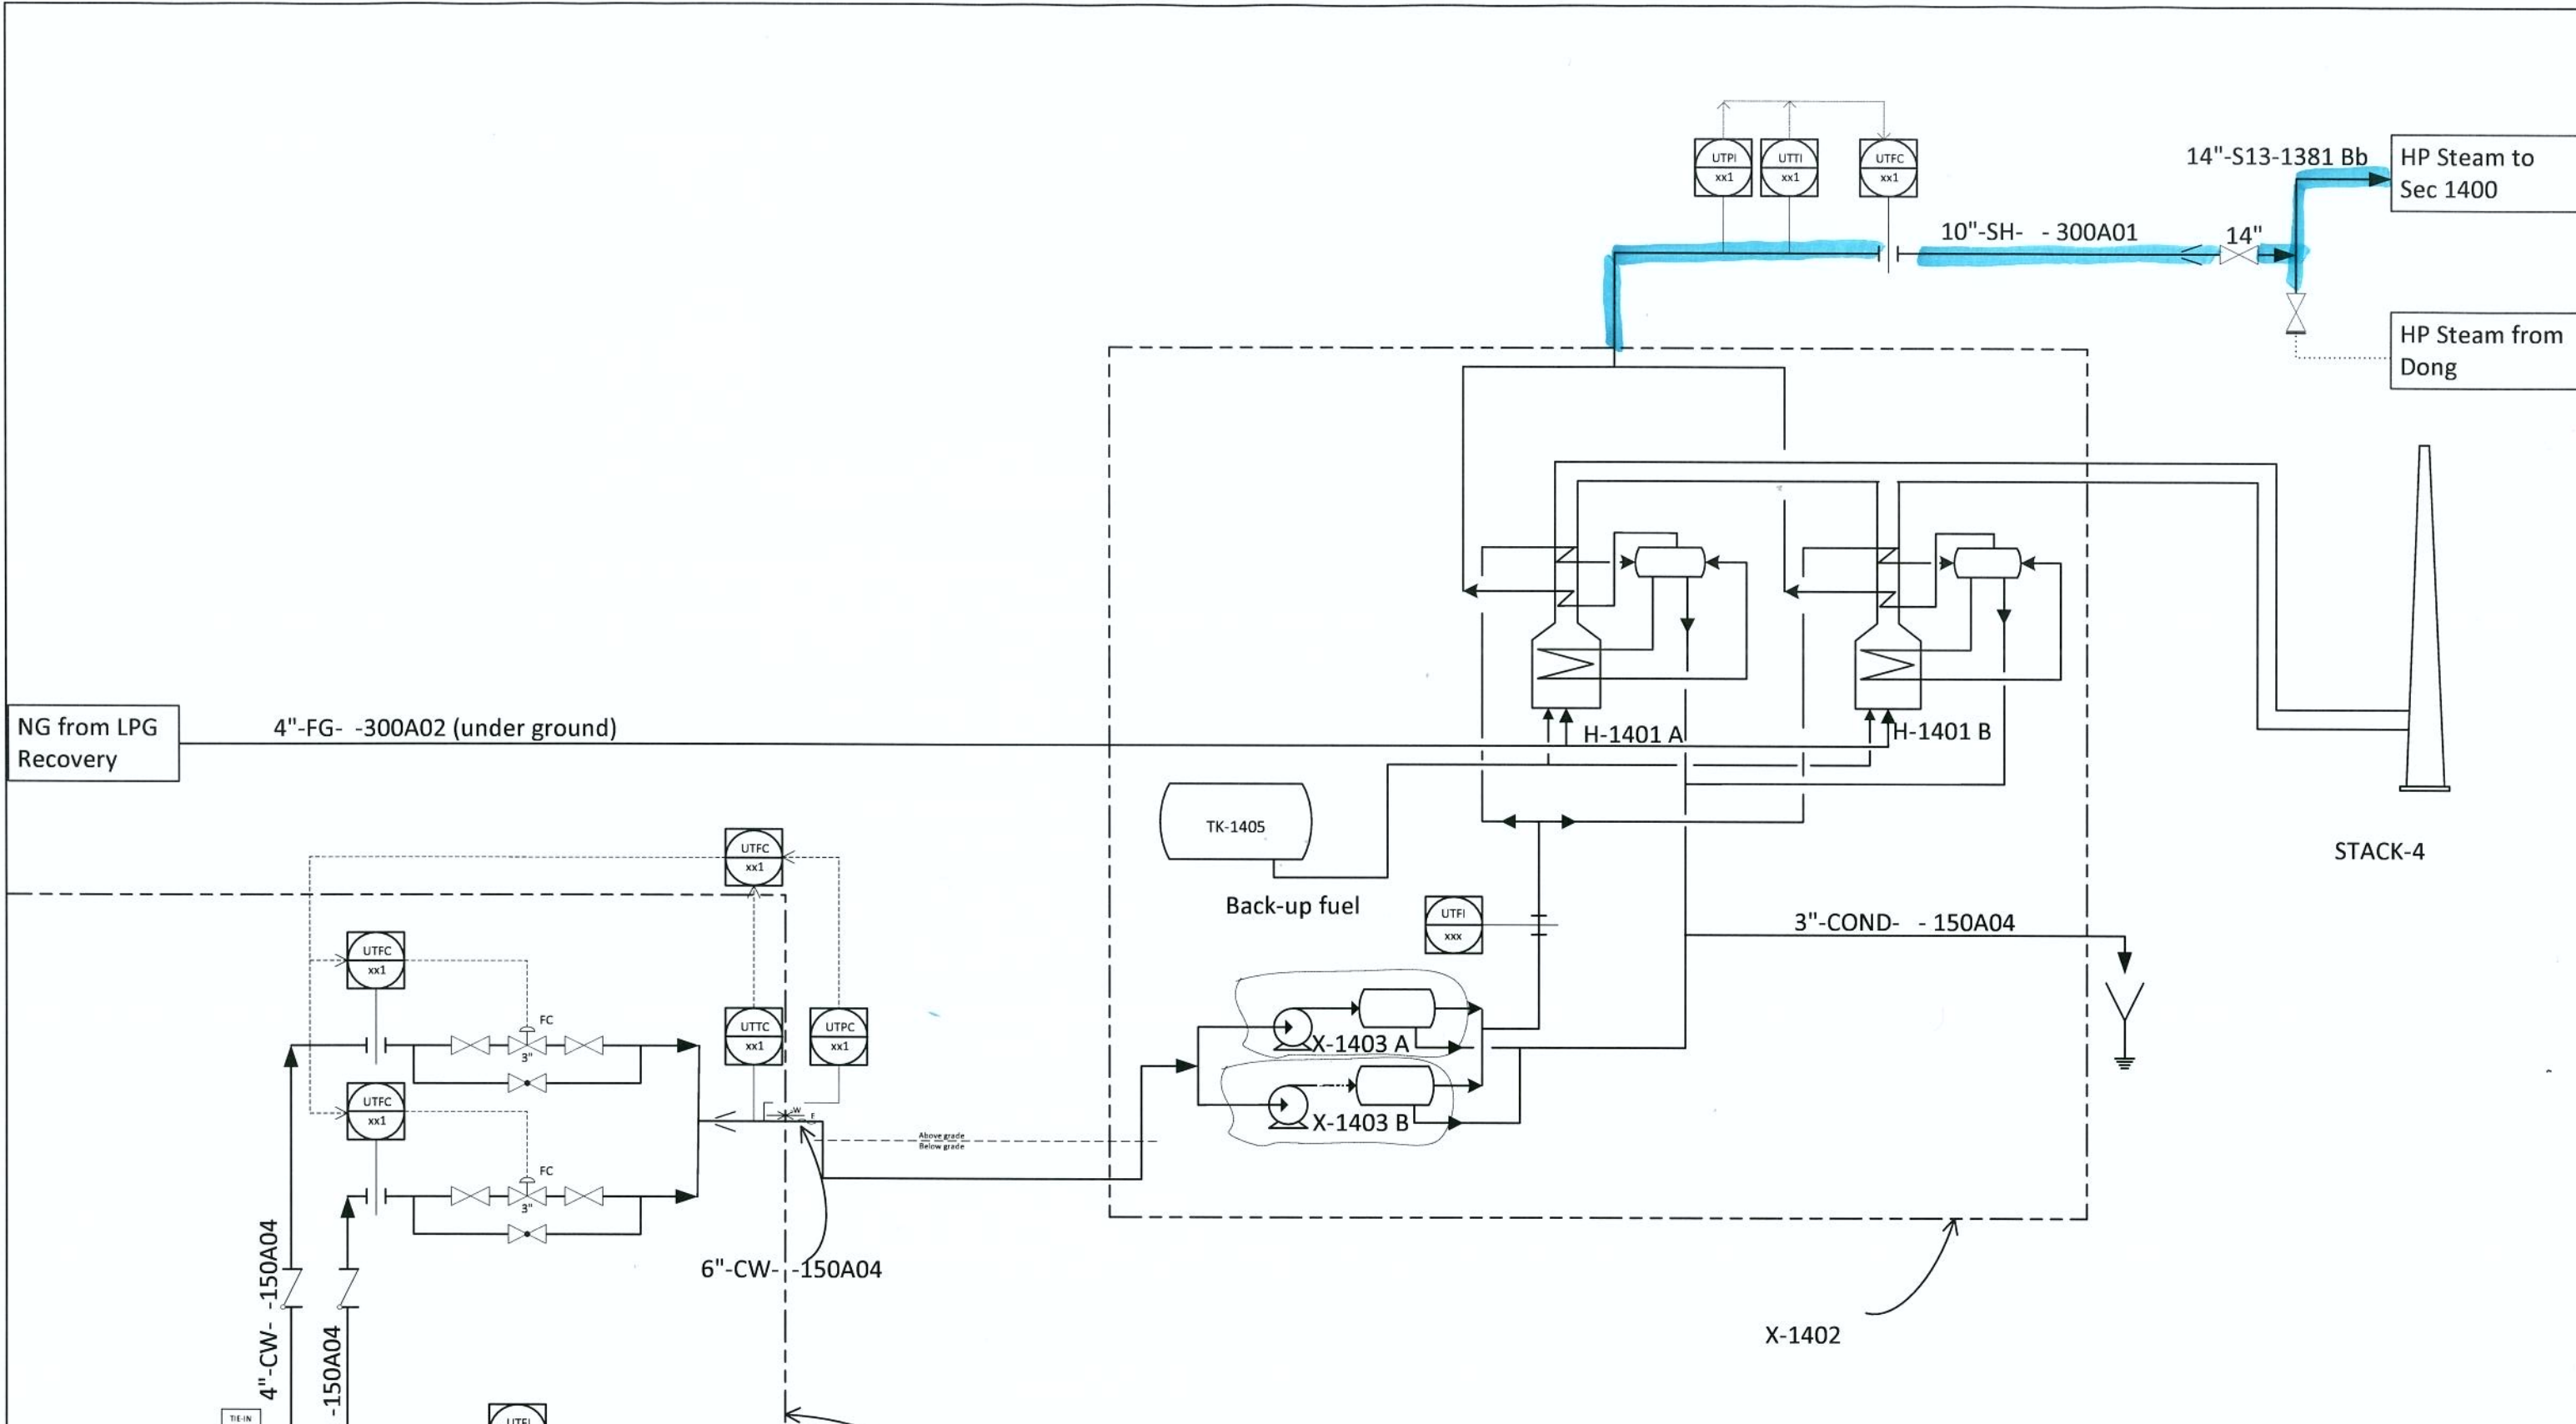 UTPI
xx1
UTTI
xx1
UTFC
xx1
14"-S13-1381 Bb
HP Steam to
Sec 1400
10"-SH-   - 300A01
14"
HP Steam from
Dong
NG from LPG
Recovery
4"-FG-  -300A02 (under ground)
H-1401 A
H-1401 B
TK-1405
Back-up fuel
STACK-4
UTFC
xx1
UTFI
xxx
3"-COND-   - 150A04
UTFC
xx1
FC
3"
UTTC
xx1
UTPC
xx1
X-1403 A
X-1403 B
UTFC
xx1
W
F
Above grade
Below grade
FC
3"
6"-CW-  -150A04
4"-CW-  -150A04
-150A04
X-1402
TIE-IN
UTFI